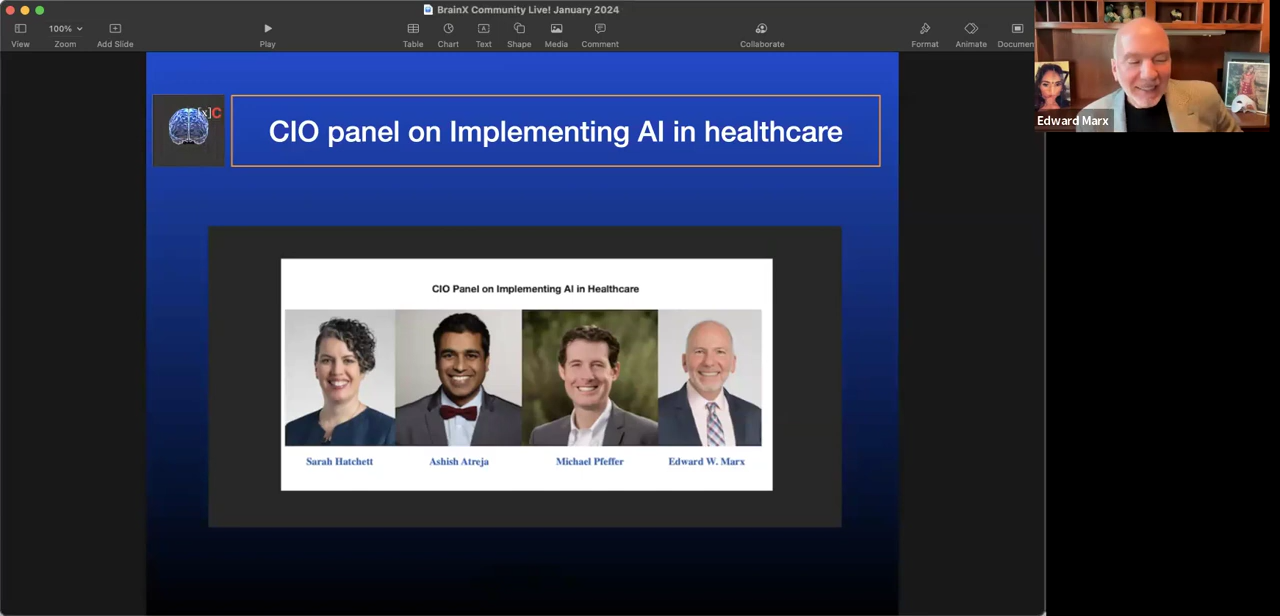 BrainX Community Live! January 2024
100%
View
Zoom
Add Slide
Play
Table
Chart
Text
Shape
Media
Comment
Collaborate
Format
Animate
Documen
Edward Marx
[x]C
CIO panel on Implementing AI in healthcare
CIO Panel on Implementing AI in Healthcare
Sarah Hatchett
Ashish Atreja
Michael Pfeffer
Edward W. Marx